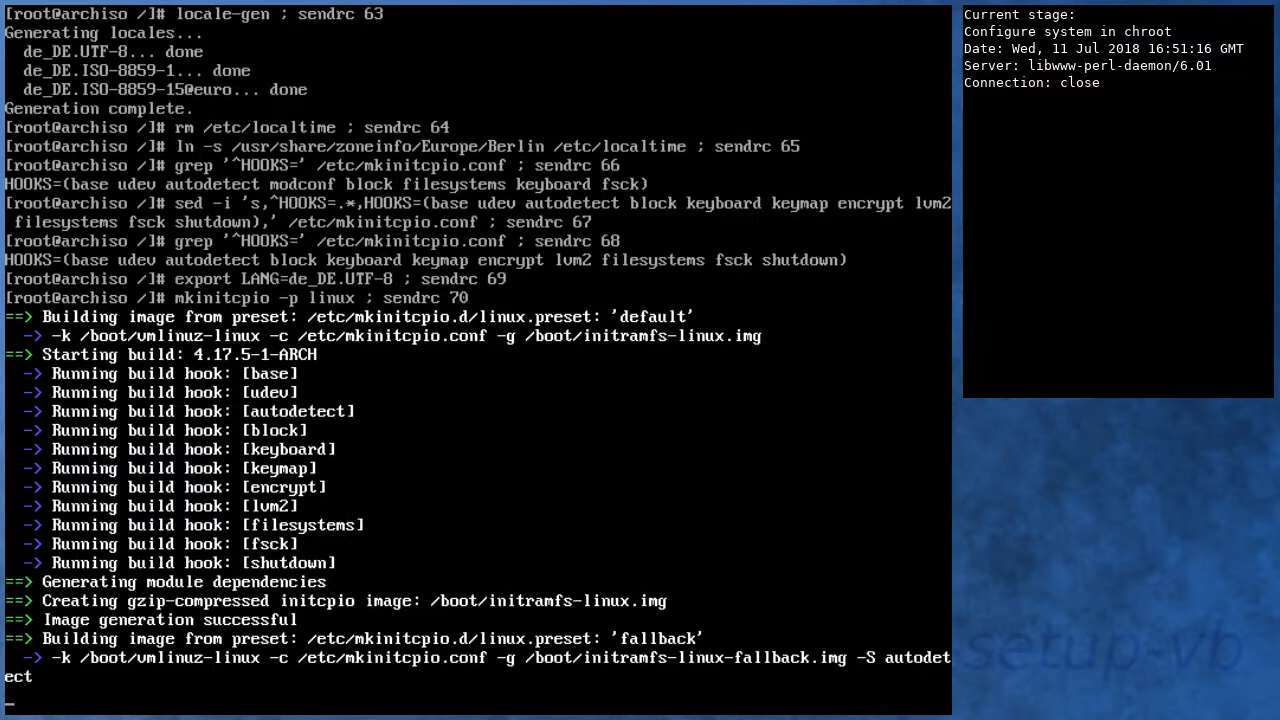 [root@archiso /]# locale-gen ; sendrc 63
Generating locales...
  de_DE.UTF-8... done
  de_DE.ISO-8859-1... done
  de_DE.ISO-8859-15@euro... done
Generation complete.
[root@archiso /]# rm /etc/localtime ; sendrc 64
[root@archiso /]# ln -s /usr/share/zoneinfo/Europe/Berlin /etc/localtime ; sendrc 65
[root@archiso /]# grep '^HOOKS=' /etc/mkinitcpio.conf ; sendrc 66
HOOKS=(base udev autodetect modconf block filesystems keyboard fsck)
[root@archiso /]# sed -i 's,^HOOKS=.*,HOOKS=(base udev autodetect block keyboard keymap encrypt lvm2
 filesystems fsck shutdown),' /etc/mkinitcpio.conf ; sendrc 67
[root@archiso /]# grep '^HOOKS=' /etc/mkinitcpio.conf ; sendrc 68
HOOKS=(base udev autodetect block keyboard keymap encrypt lvm2 filesystems fsck shutdown)
[root@archiso /]# export LANG=de_DE.UTF-8 ; sendrc 69
[root@archiso /]# mkinitcpio -p linux ; sendrc 70
==> Building image from preset: /etc/mkinitcpio.d/linux.preset: 'default'
  -> -k /boot/vmlinuz-linux -c /etc/mkinitcpio.conf -g /boot/initramfs-linux.img
==> Starting build: 4.17.5-1-ARCH
  -> Running build hook: [base]
  -> Running build hook: [udev]
  -> Running build hook: [autodetect]
  -> Running build hook: [block]
  -> Running build hook: [keyboard]
  -> Running build hook: [keymap]
  -> Running build hook: [encrypt]
  -> Running build hook: [lvm2]
  -> Running build hook: [filesystems]
  -> Running build hook: [fsck]
  -> Running build hook: [shutdown]
==> Generating module dependencies
==> Creating gzip-compressed initcpio image: /boot/initramfs-linux.img
==> Image generation successful
==> Building image from preset: /etc/mkinitcpio.d/linux.preset: 'fallback'
  -> -k /boot/vmlinuz-linux -c /etc/mkinitcpio.conf -g /boot/initramfs-linux-fallback.img -S autodet
ect
_
Current stage:
Configure system in chroot
Date: Wed, 11 Jul 2018 16:51:16 GMT
Server: libwww-perl-daemon/6.01
Connection: close
setup-vb